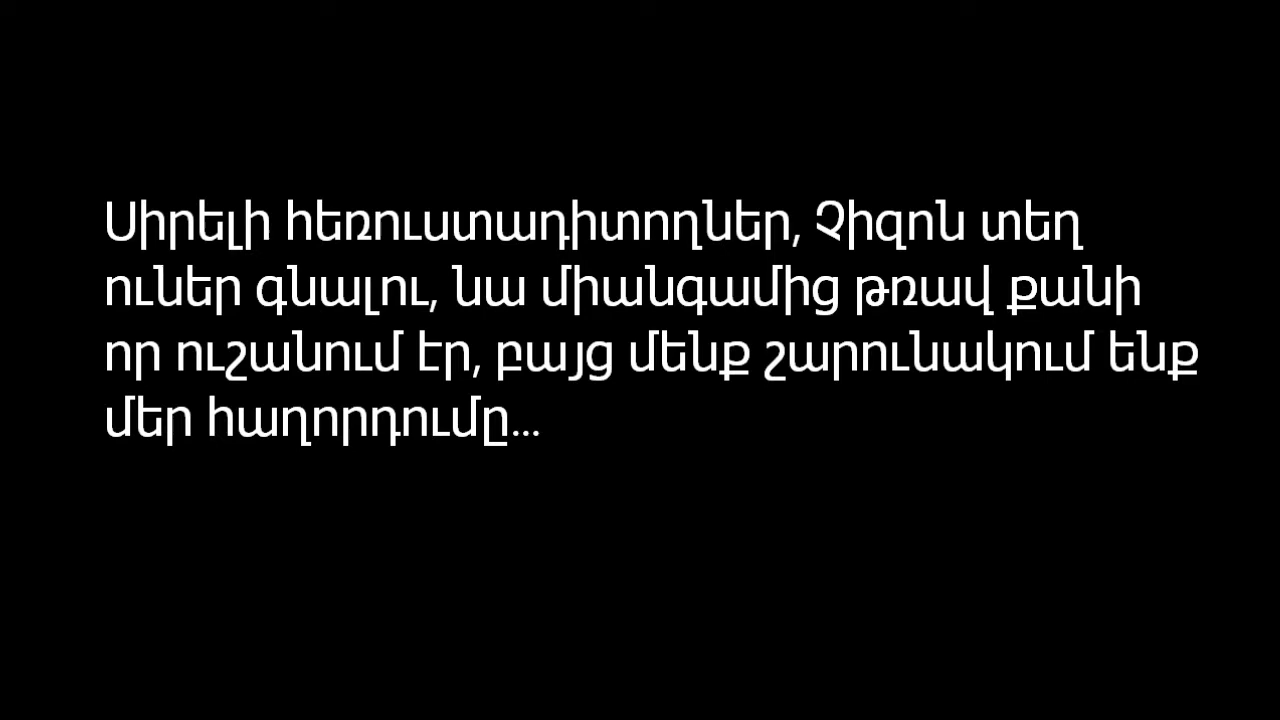 Սիրելի հեռուստադիտողներ, Չիզոն տեղ
ուներ գնալու, նա միանգամից թռավ քանի
որ ուշանում էր, բայց մենք շարունակում ենք
մեր հաղորդումը...